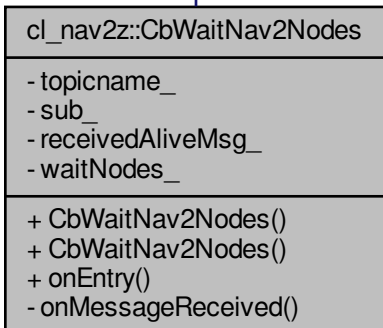 cl_nav2z::CbWaitNav2Nodes
- topicname_
- sub_
- receivedAliveMsg_
- waitNodes_
+ CbWaitNav2Nodes()
+ CbWaitNav2Nodes()
+ onEntry()
- onMessageReceived()